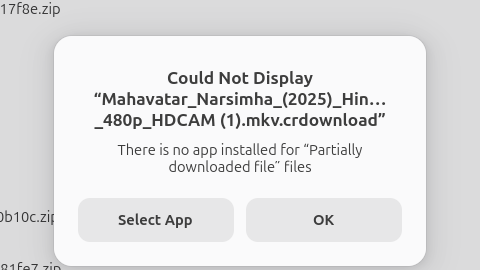 17f8e.zip
Could Not Display
“Mahavatar_Narsimha_(2025)_Hin…
_480p_HDCAM (1).mkv.crdownload”
There is no app installed for “Partially
downloaded file” files
0b10c.zip
Select App
OK
81fe7.zip